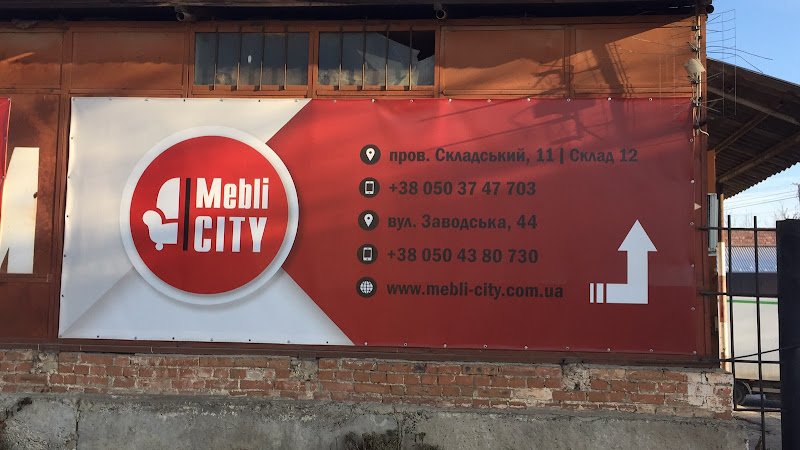 Mebli
CITY
пров. Складський, 11 | Склад 12
+38 050 37 47 703
вул. Заводська, 44
+38 050 43 80 730
www.mebli-city.com.ua